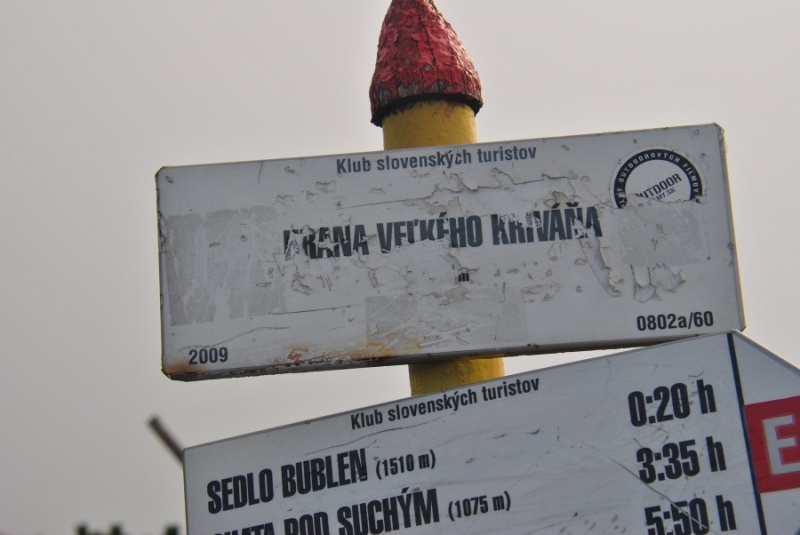 Klub slovenských turistov
OUTDOOR
VEĽKÉHO KRIVÁŇA
m
2009
0802a/60
Klub slovenských turistov
SEDLO BUBLEN (1510 m) 0:20 h
POD SUCHÝM (1075 m) 3:35 h
5:50 h
E